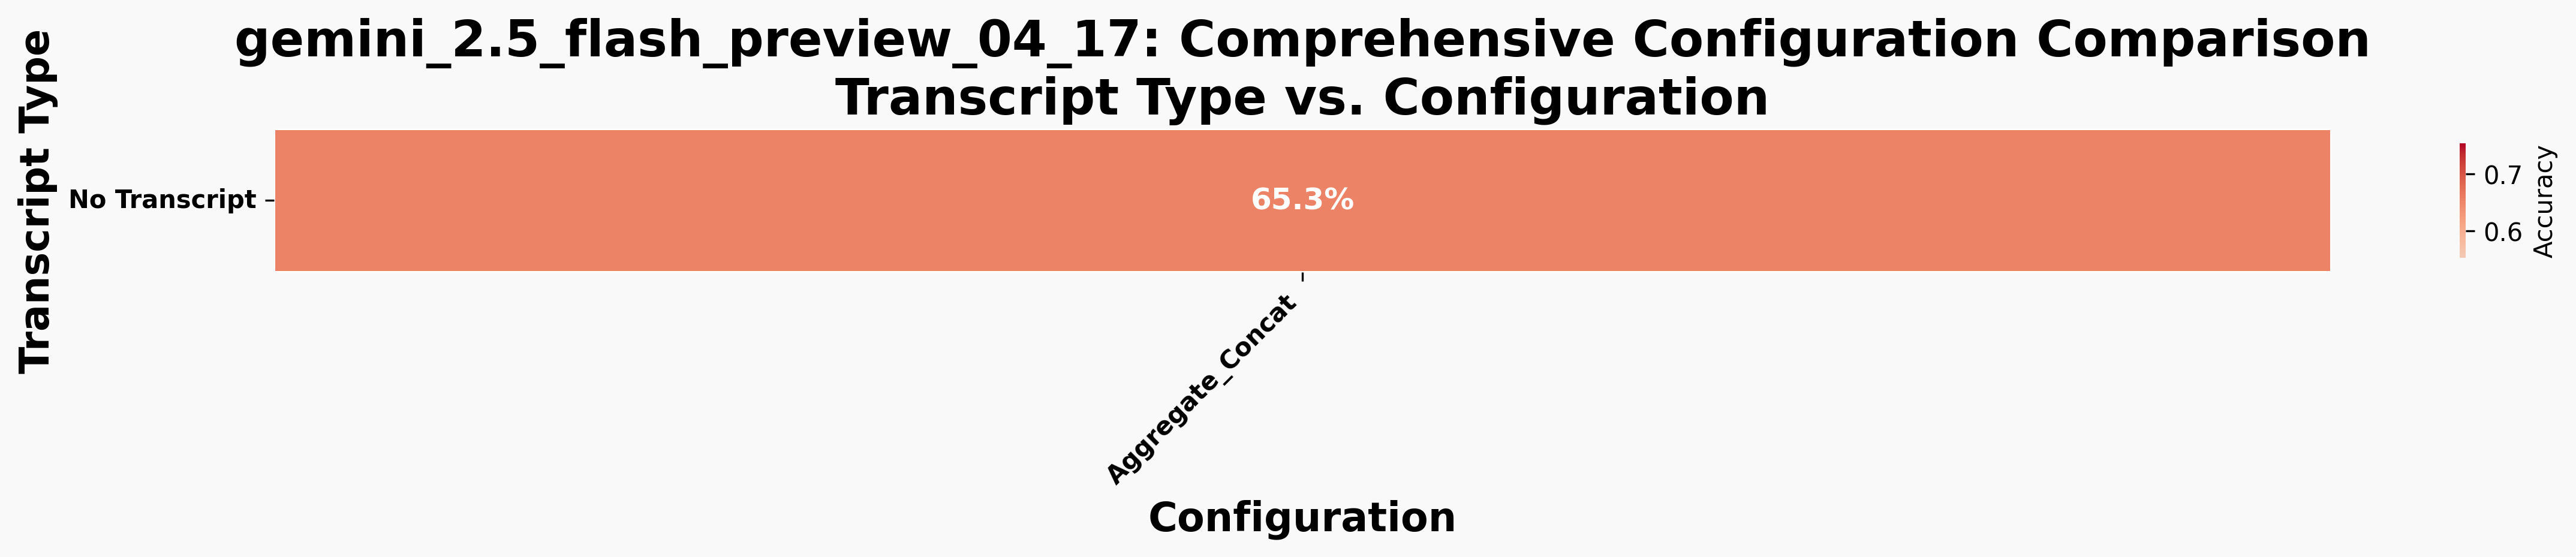 gemini_2.5_flash_preview_04_17: Comprehensive Configuration Comparison
Transcript Type vs. Configuration
Transcript Type
No Transcript
65.3%
0.7
0.6
Accuracy
Aggregate_Concat
Configuration